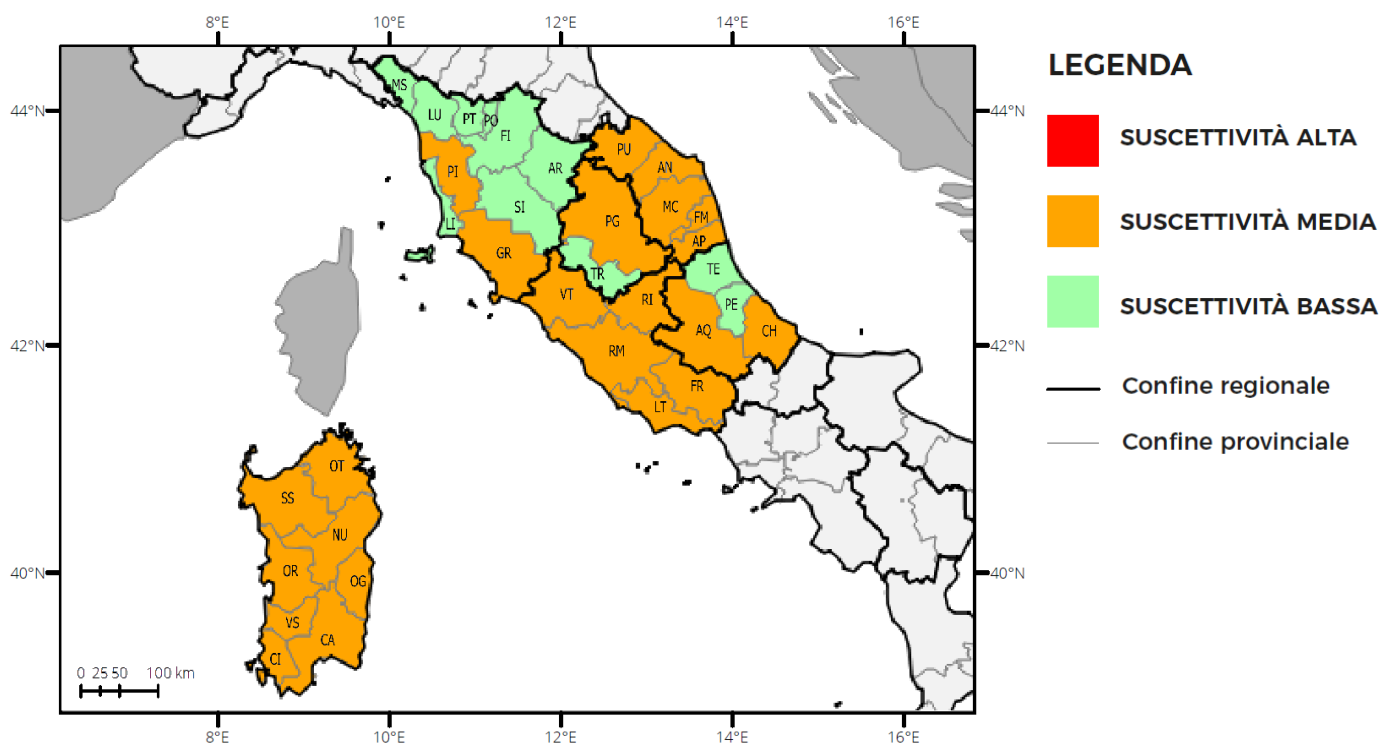 8°E 10°E 12°E 14°E 16°E
LEGENDA
44°N 44°N
MS
LU PT PO
FI
SUSCETTIVITÀ ALTA
PU
AR AN
PI
SI MC
LI PG FM
AP
SUSCETTIVITÀ MEDIA
GR
TR TE
VT RI PE
SUSCETTIVITÀ BASSA
AQ CH
42°N 42°N
RM
FR
LT
Confine regionale
Confine provinciale
OT
SS
NU
OR OG
40°N 40°N
VS
CA
CI
0 25 50 100 km
8°E 10°E 12°E 14°E 16°E